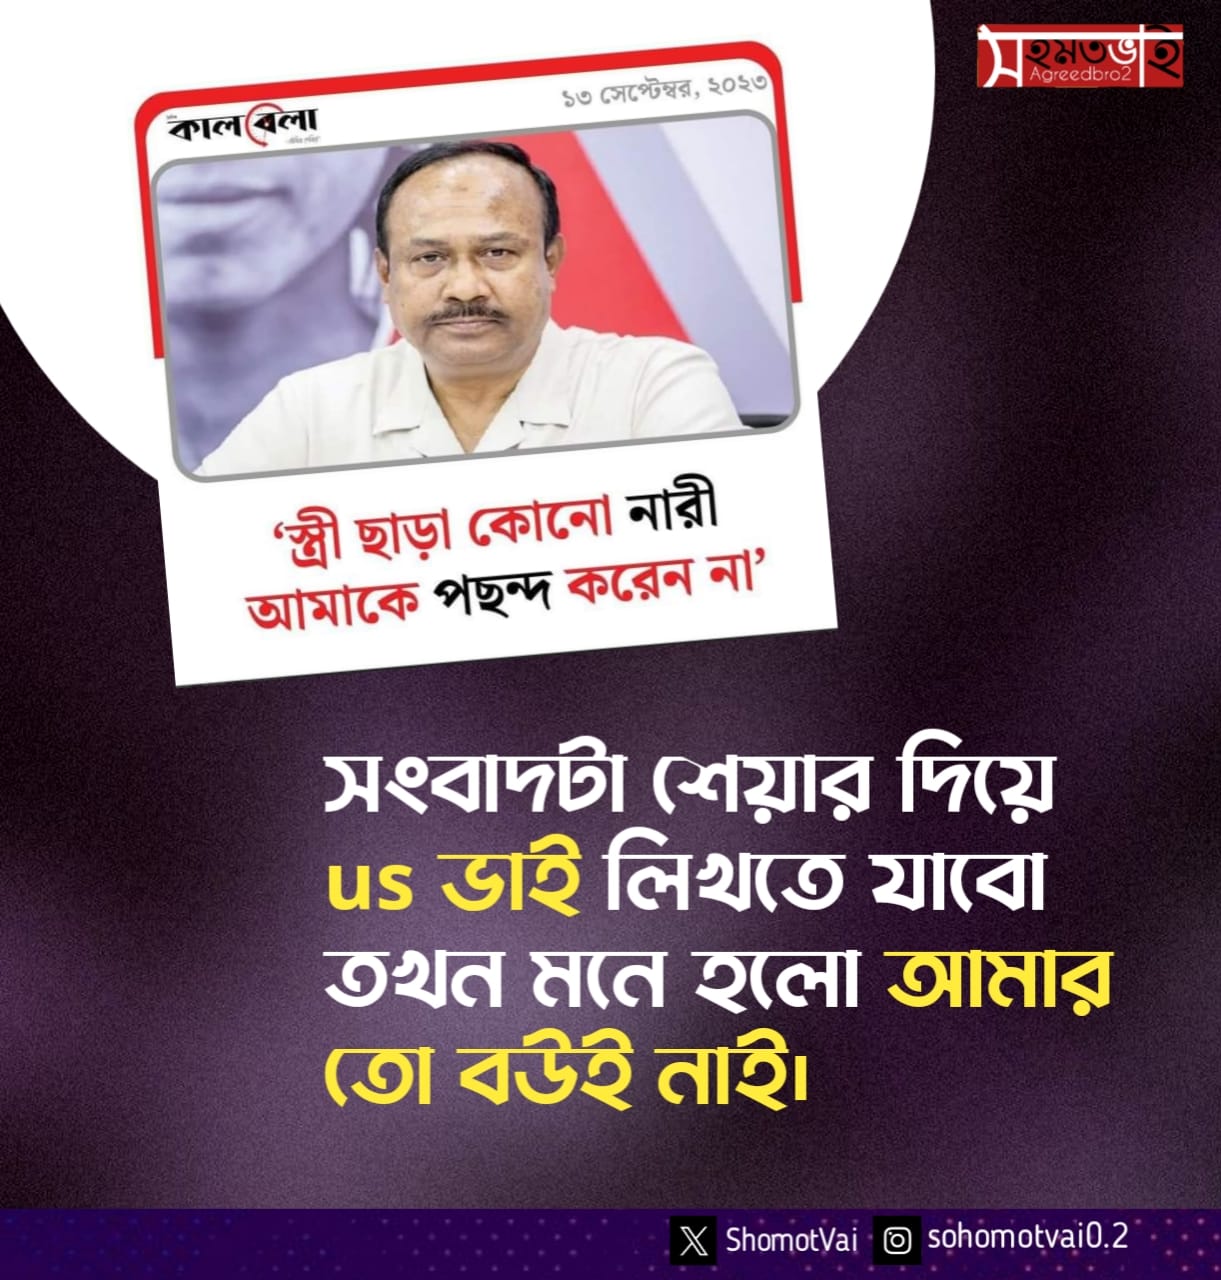 সহমতভাই
Agreedbro2
১৩ সেপ্টেম্বর, ২০২৩
কালবেলা
‘স্ত্রী ছাড়া কোনো নারী
আমাকে পছন্দ করেন না’
সংবাদটা শেয়ার দিয়ে
us ভাই লিখতে যাবো
তখন মনে হলো আমার
তো বউই নাই।
ShomotVai sohomotvai0.2